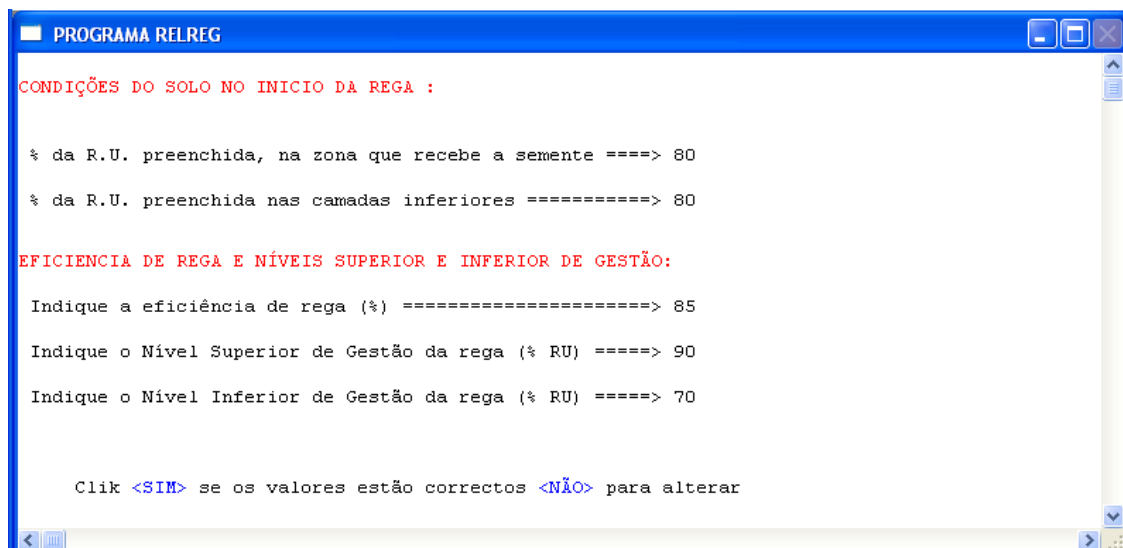 PROGRAMA RELREG
CONDIÇÕES DO SOLO NO INICIO DA REGA :
% da R.U. preenchida, na zona que recebe a semente ====> 80
% da R.U. preenchida nas camadas inferiores ===========> 80
EFICIENCIA DE REGA E NÍVEIS SUPERIOR E INFERIOR DE GESTÃO:
Indique a eficiência de rega (%) ======================> 85
Indique o Nível Superior de Gestão da rega (% RU) =====> 90
Indique o Nível Inferior de Gestão da rega (% RU) =====> 70
Clik <SIM> se os valores estão correctos <NÃO> para alterar